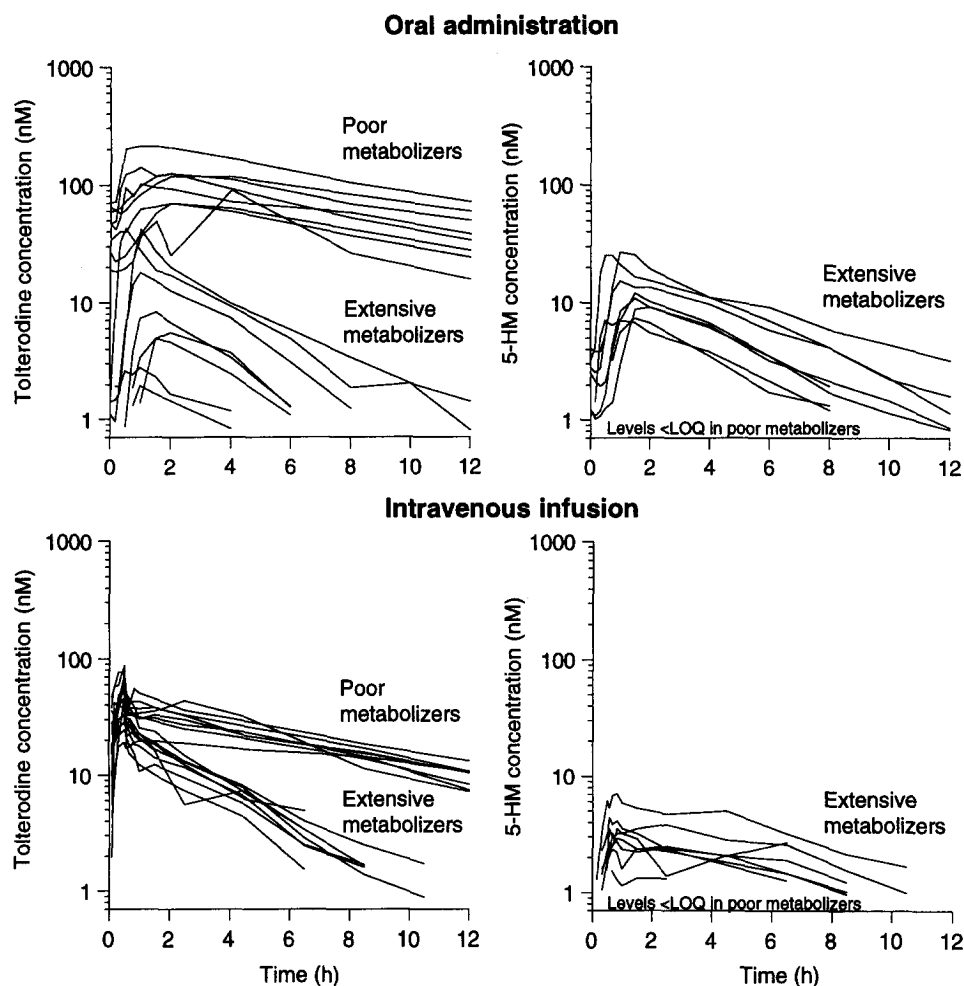 Oral administration
Tolterodine concentration (nM)
1000
100
10
1
Poor
metabolizers
Extensive
metabolizers
0 2 4 6 8 10 12
5-HM concentration (nM)
1000
100
10
1
Extensive
metabolizers
Levels <LOQ in poor metabolizers
0 2 4 6 8 10 12
Intravenous infusion
Tolterodine concentration (nM)
1000
100
10
1
Poor
metabolizers
Extensive
metabolizers
0 2 4 6 8 10 12
Time (h)
5-HM concentration (nM)
1000
100
10
1
Extensive
metabolizers
Levels <LOQ in poor metabolizers
0 2 4 6 8 10 12
Time (h)